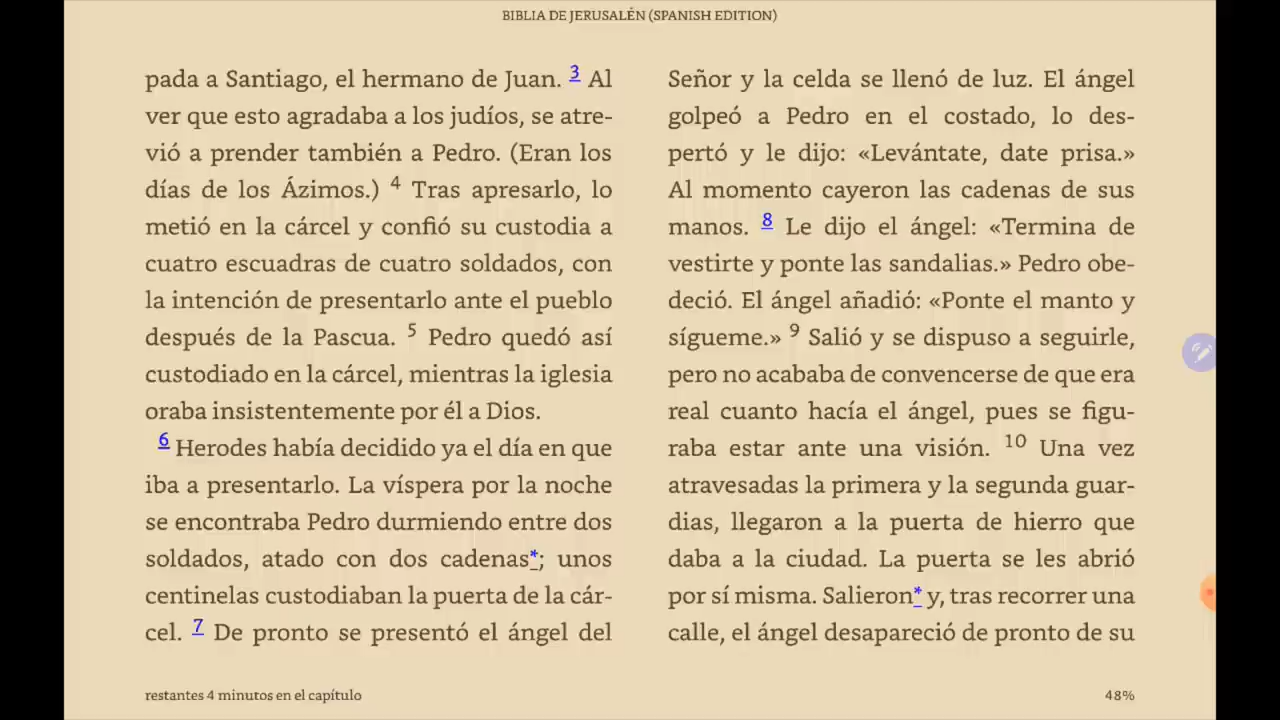 BIBLIA DE JERUSALÉN (SPANISH EDITION)
pada a Santiago, el hermano de Juan. 3 Al
ver que esto agradaba a los judíos, se atre-
vió a prender también a Pedro. (Eran los
días de los Ázimos.) 4 Tras apresarlo, lo
metió en la cárcel y confió su custodia a
cuatro escuadras de cuatro soldados, con
la intención de presentarlo ante el pueblo
después de la Pascua. 5 Pedro quedó así
custodiado en la cárcel, mientras la iglesia
oraba insistentemente por él a Dios.
6 Herodes había decidido ya el día en que
iba a presentarlo. La víspera por la noche
se encontraba Pedro durmiendo entre dos
soldados, atado con dos cadenas*; unos
centinelas custodiaban la puerta de la cár-
cel. 7 De pronto se presentó el ángel del
Señor y la celda se llenó de luz. El ángel
golpeó a Pedro en el costado, lo des-
pertó y le dijo: «Levántate, date prisa.»
Al momento cayeron las cadenas de sus
manos. 8 Le dijo el ángel: «Termina de
vestirte y ponte las sandalias.» Pedro obe-
deció. El ángel añadió: «Ponte el manto y
sígueme.» 9 Salió y se dispuso a seguirle,
pero no acababa de convencerse de que era
real cuanto hacía el ángel, pues se figu-
raba estar ante una visión. 10 Una vez
atravesadas la primera y la segunda guar-
dias, llegaron a la puerta de hierro que
daba a la ciudad. La puerta se les abrió
por sí misma. Salieron* y, tras recorrer una
calle, el ángel desapareció de pronto de su
restantes 4 minutos en el capítulo
48%